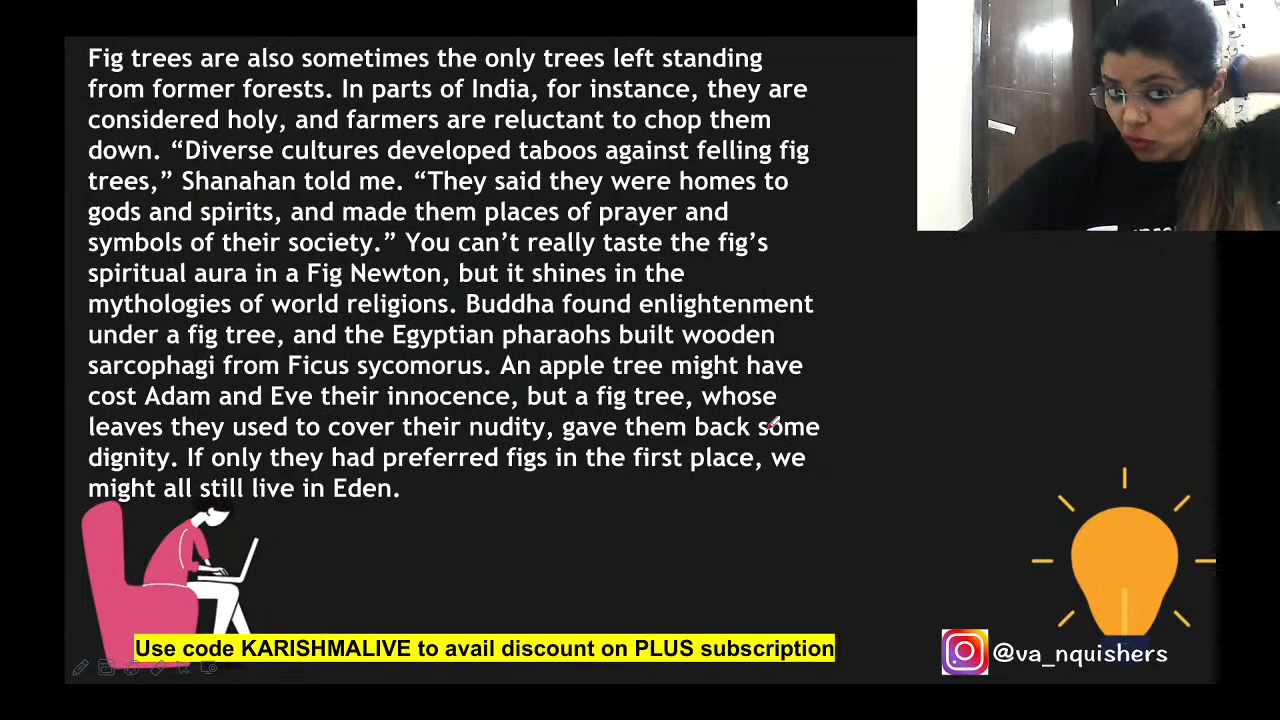 Fig trees are also sometimes the only trees left standing
from former forests. In parts of India, for instance, they are
considered holy, and farmers are reluctant to chop them
down. “Diverse cultures developed taboos against felling fig
trees,” Shanahan told me. “They said they were homes to
gods and spirits, and made them places of prayer and
symbols of their society.” You can’t really taste the fig’s
spiritual aura in a Fig Newton, but it shines in the
mythologies of world religions. Buddha found enlightenment
under a fig tree, and the Egyptian pharaohs built wooden
sarcophagi from Ficus sycomorus. An apple tree might have
cost Adam and Eve their innocence, but a fig tree, whose
leaves they used to cover their nudity, gave them back some
dignity. If only they had preferred figs in the first place, we
might all still live in Eden.
Use code KARISHMALIVE to avail discount on PLUS subscription
@va_nquishers